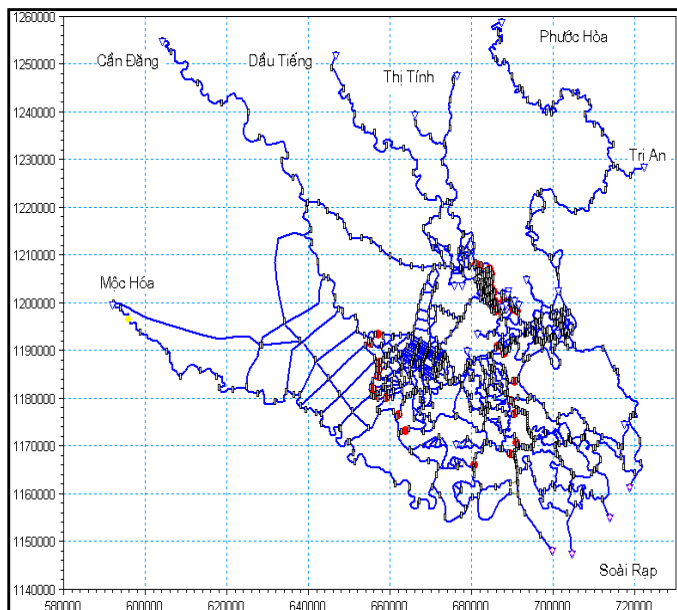 1260000
Phước Hòa
Cần Đăng
Dầu Tiếng
1250000
Thị Tính
1240000
1230000
Trị An
1220000
1210000
Mộc Hóa
1200000
1190000
1180000
1170000
1160000
1150000
Soài Rạp
1140000
580000 600000 620000 640000 660000 680000 700000 720000